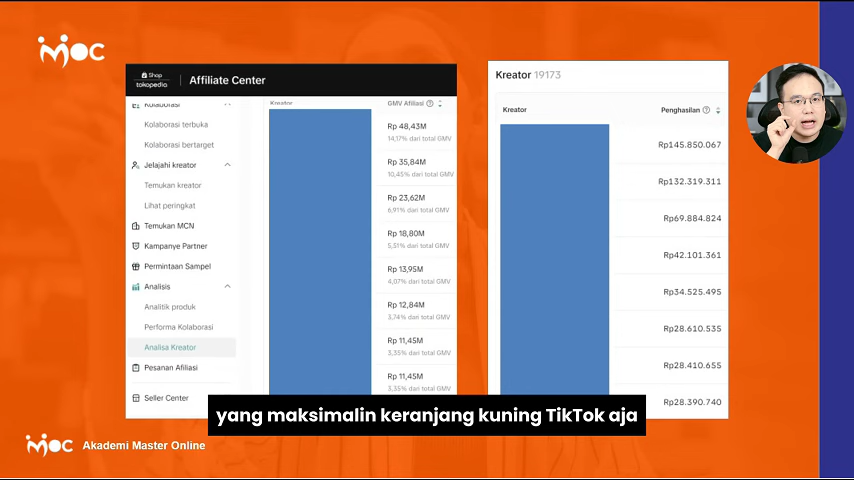 MOC
Shop
tokopedia
Affiliate Center
Kolaborasi
Kolaborasi terbuka
Kolaborasi bertarget
Jelajahi kreator
Temukan kreator
Lihat peringkat
Temukan MCN
Kampanye Partner
Permintaan Sampel
Analisis
Analitik produk
Performa Kolaborasi
Analisa Kreator
Pesanan Afiliasi
Seller Center
Kreator
GMV Afiliasi
Rp 48,43M
14,17% dari total GMV
Rp 35,84M
10,45% dari total GMV
Rp 23,62M
6,91% dari total GMV
Rp 18,80M
5,51% dari total GMV
Rp 13,95M
4,07% dari total GMV
Rp 12,84M
3,74% dari total GMV
Rp 11,45M
3,35% dari total GMV
Rp 11,45M
3,35% dari total GMV
Kreator 19173
Kreator
Penghasilan
Rp145.850.067
Rp132.319.311
Rp69.884.824
Rp42.101.361
Rp34.525.495
Rp28.610.535
Rp28.410.655
Rp28.390.740
yang maksimalin keranjang kuning TikTok aja
MOC
Akademi Master Online